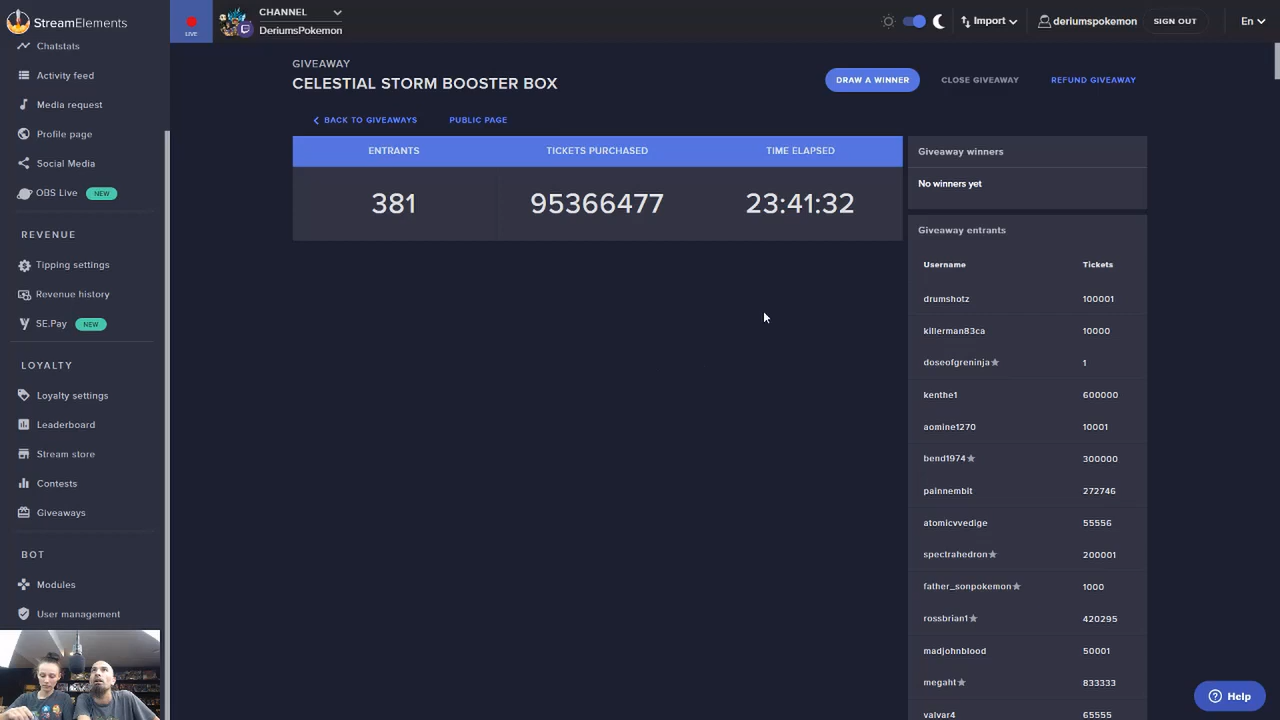 StreamElements
LIVE
CHANNEL
DeriumsPokemon
Import
deriumspokemon
SIGN OUT
En
Chatstats
Activity feed
Media request
Profile page
Social Media
OBS Live NEW
REVENUE
Tipping settings
Revenue history
SE.Pay NEW
LOYALTY
Loyalty settings
Leaderboard
Stream store
Contests
Giveaways
BOT
Modules
User management
GIVEAWAY
CELESTIAL STORM BOOSTER BOX
DRAW A WINNER
CLOSE GIVEAWAY
REFUND GIVEAWAY
BACK TO GIVEAWAYS
PUBLIC PAGE
ENTRANTS TICKETS PURCHASED TIME ELAPSED
381 95366477 23:41:32
Giveaway winners
No winners yet
Giveaway entrants
Username Tickets
drumshotz 100001
killerman83ca 10000
doseofgreninja★ 1
kenthe1 600000
aomine1270 10001
bend1974★ 300000
painnembit 272746
atomicvvedige 55556
spectrahedron★ 200001
father_sonpokemon★ 1000
rossbrian1★ 420295
madjohnblood 50001
megaht★ 833333
valvar4 65555
Help